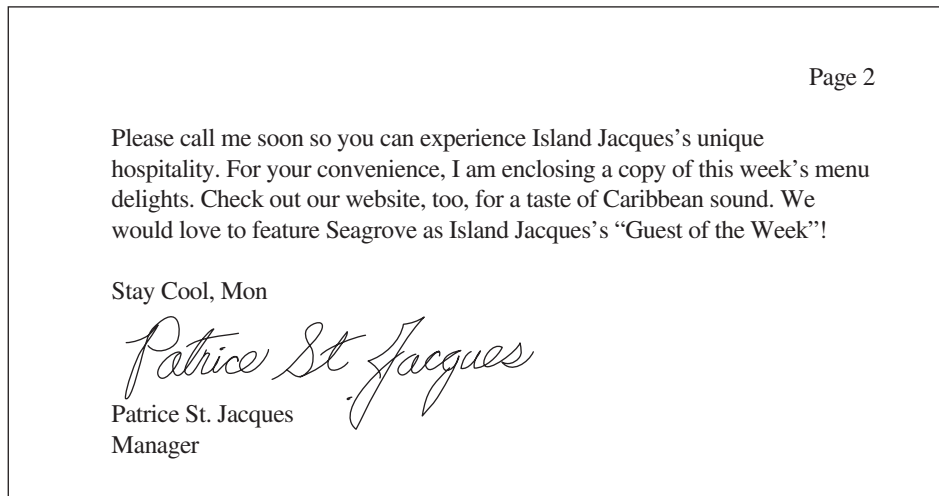 Page 2
Please call me soon so you can experience Island Jacques’s unique
hospitality. For your convenience, I am enclosing a copy of this week’s menu
delights. Check out our website, too, for a taste of Caribbean sound. We
would love to feature Seagrove as Island Jacques’s “Guest of the Week”!
Stay Cool, Mon
Patrice St. Jacques
Patrice St. Jacques
Manager